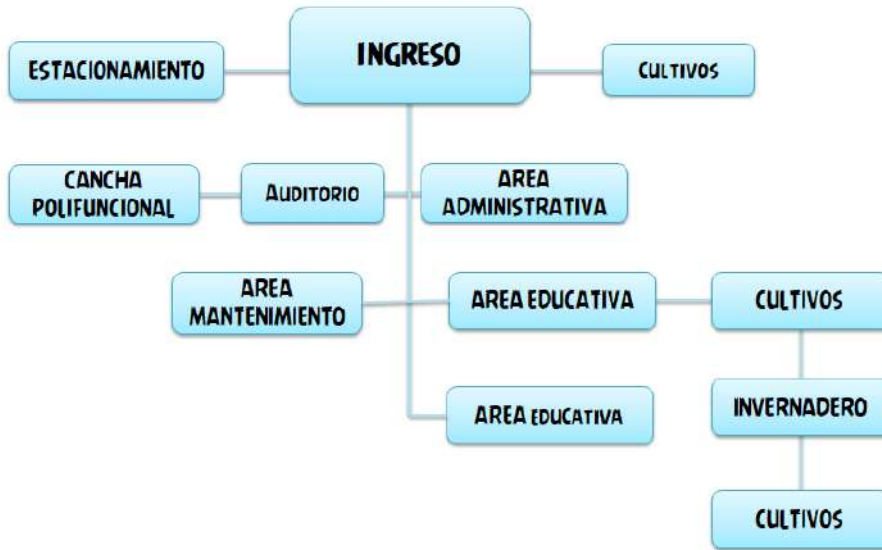 ESTACIONAMIENTO
INGRESO
CULTIVOS
CANCHA
POLIFUNCIONAL
AUDITORIO
AREA
ADMINISTRATIVA
AREA
MANTENIMIENTO
AREA EDUCATIVA
CULTIVOS
AREA EDUCATIVA
INVERNADERO
CULTIVOS